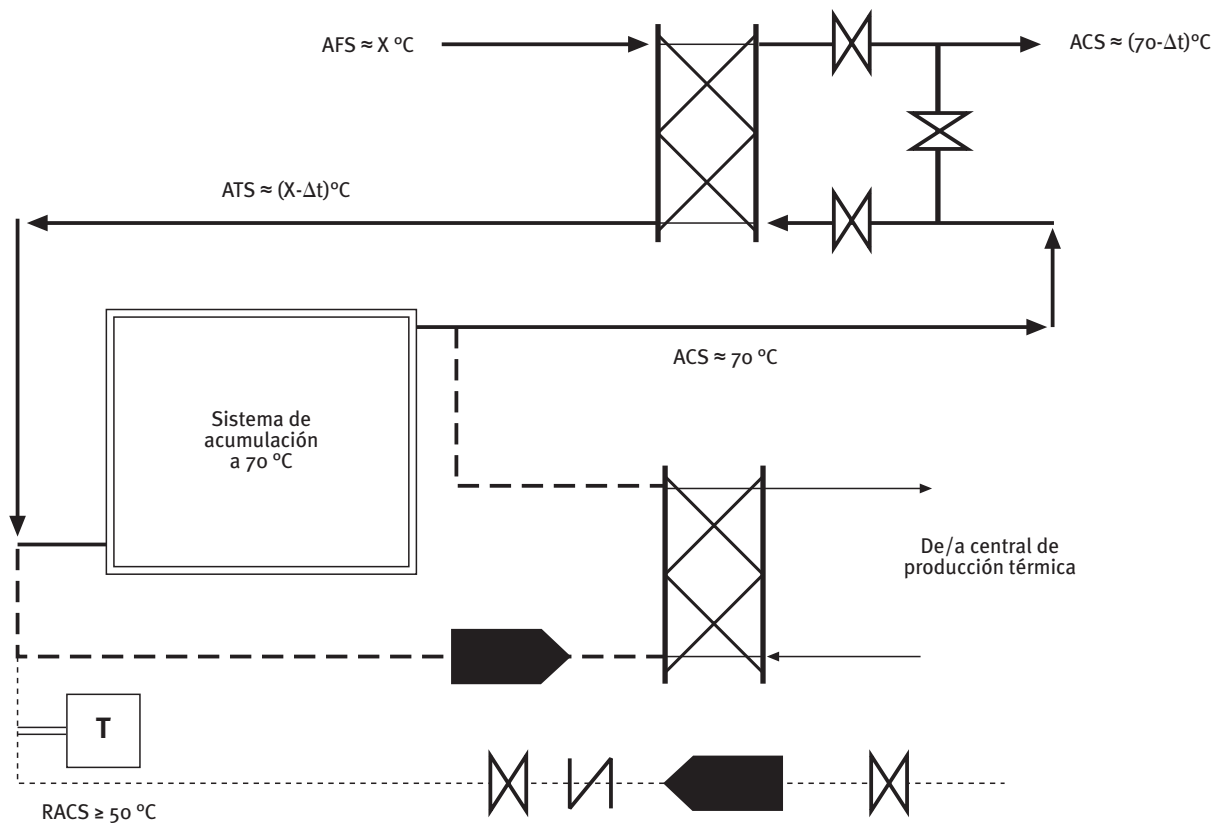 AFS ≈ X ºC
ACS ≈ (70-Δt)ºC
ATS ≈ (X-Δt)ºC
ACS ≈ 70 ºC
Sistema de
acumulación
a 70 ºC
De/a central de
producción térmica
T
RACS ≥ 50 ºC